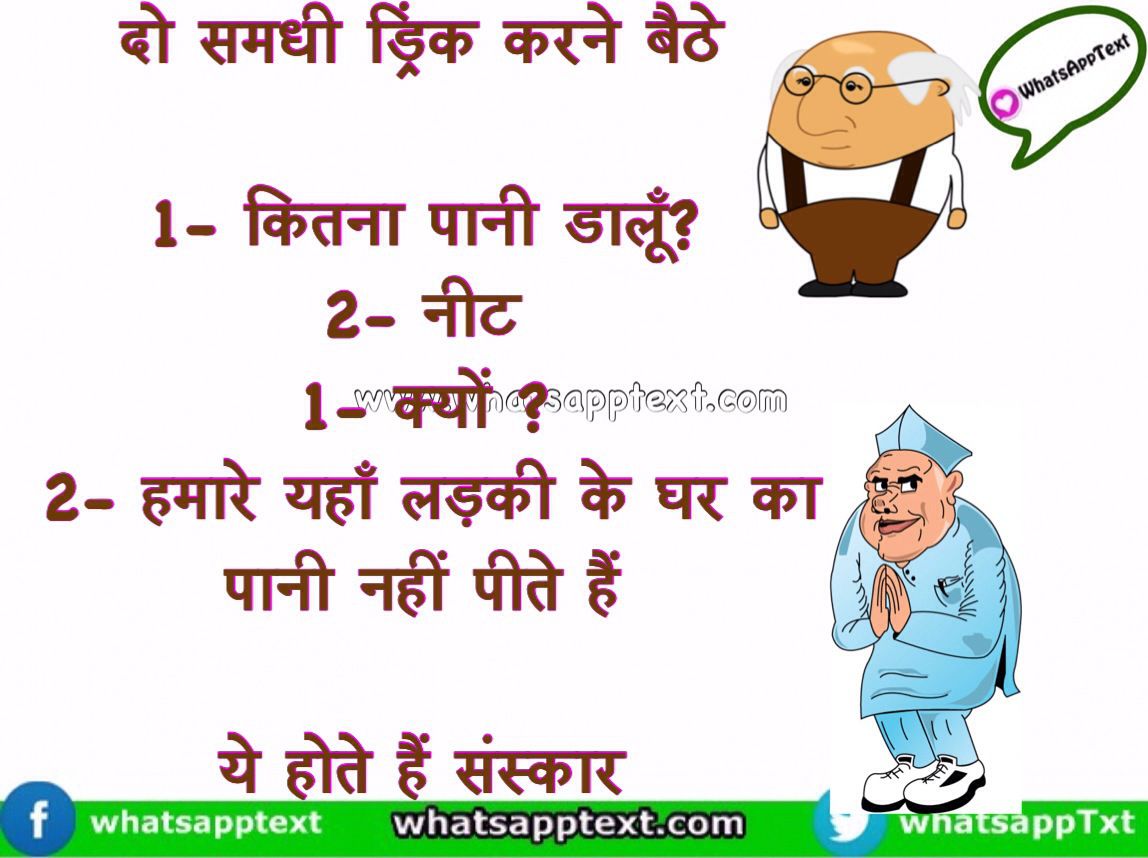 दो समधी ड्रिंक करने बैठे
WhatsAppText
1- कितना पानी डालूँ?
2- नीट
1- क्यों ?
www.whatsapptext.com
2- हमारे यहाँ लड़की के घर का
पानी नहीं पीते हैं
ये होते हैं संस्कार
f whatsapptext whatsapptext.com whatsappTxt